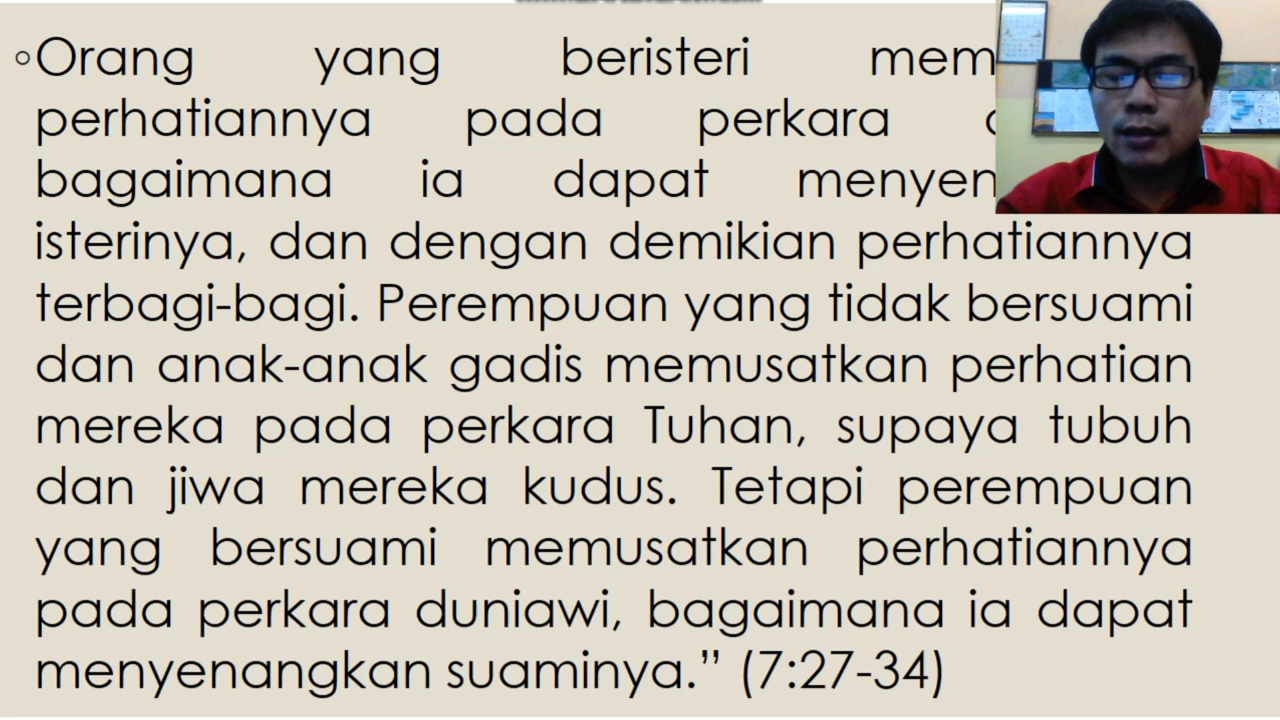 ◦Orang yang beristeri
perhatiannya pada perkara
bagaimana ia dapat
isterinya, dan dengan demikian perhatiannya
terbagi-bagi. Perempuan yang tidak bersuami
dan anak-anak gadis memusatkan perhatian
mereka pada perkara Tuhan, supaya tubuh
dan jiwa mereka kudus. Tetapi perempuan
yang bersuami memusatkan perhatiannya
pada perkara duniawi, bagaimana ia dapat
menyenangkan suaminya.” (7:27-34)